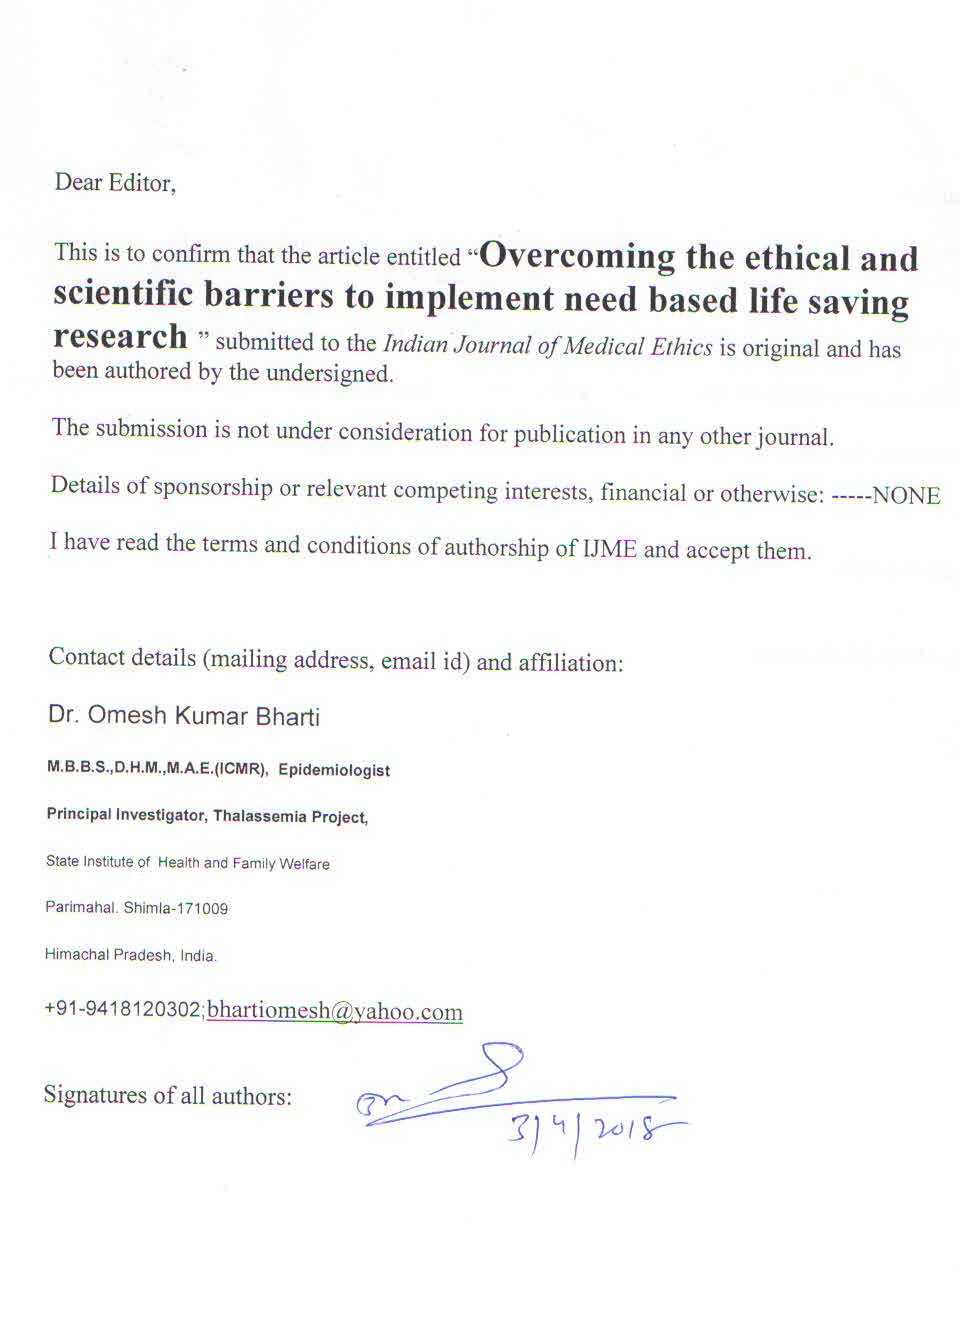 Dear Editor,
This is to confirm that the article entitled “Overcoming the ethical and
scientific barriers to implement need based life saving
research ” submitted to the Indian Journal of Medical Ethics is original and has
been authored by the undersigned.
The submission is not under consideration for publication in any other journal.
Details of sponsorship or relevant competing interests, financial or otherwise: -----NONE
I have read the terms and conditions of authorship of IJME and accept them.
Contact details (mailing address, email id) and affiliation:
Dr. Omesh Kumar Bharti
M.B.B.S.,D.H.M.,M.A.E.(ICMR), Epidemiologist
Principal Investigator, Thalassemia Project,
State Institute of Health and Family Welfare
Parimahal. Shimla-171009
Himachal Pradesh, India.
+91-9418120302;bhartiomesh@yahoo.com
Signatures of all authors:
3/4/2018